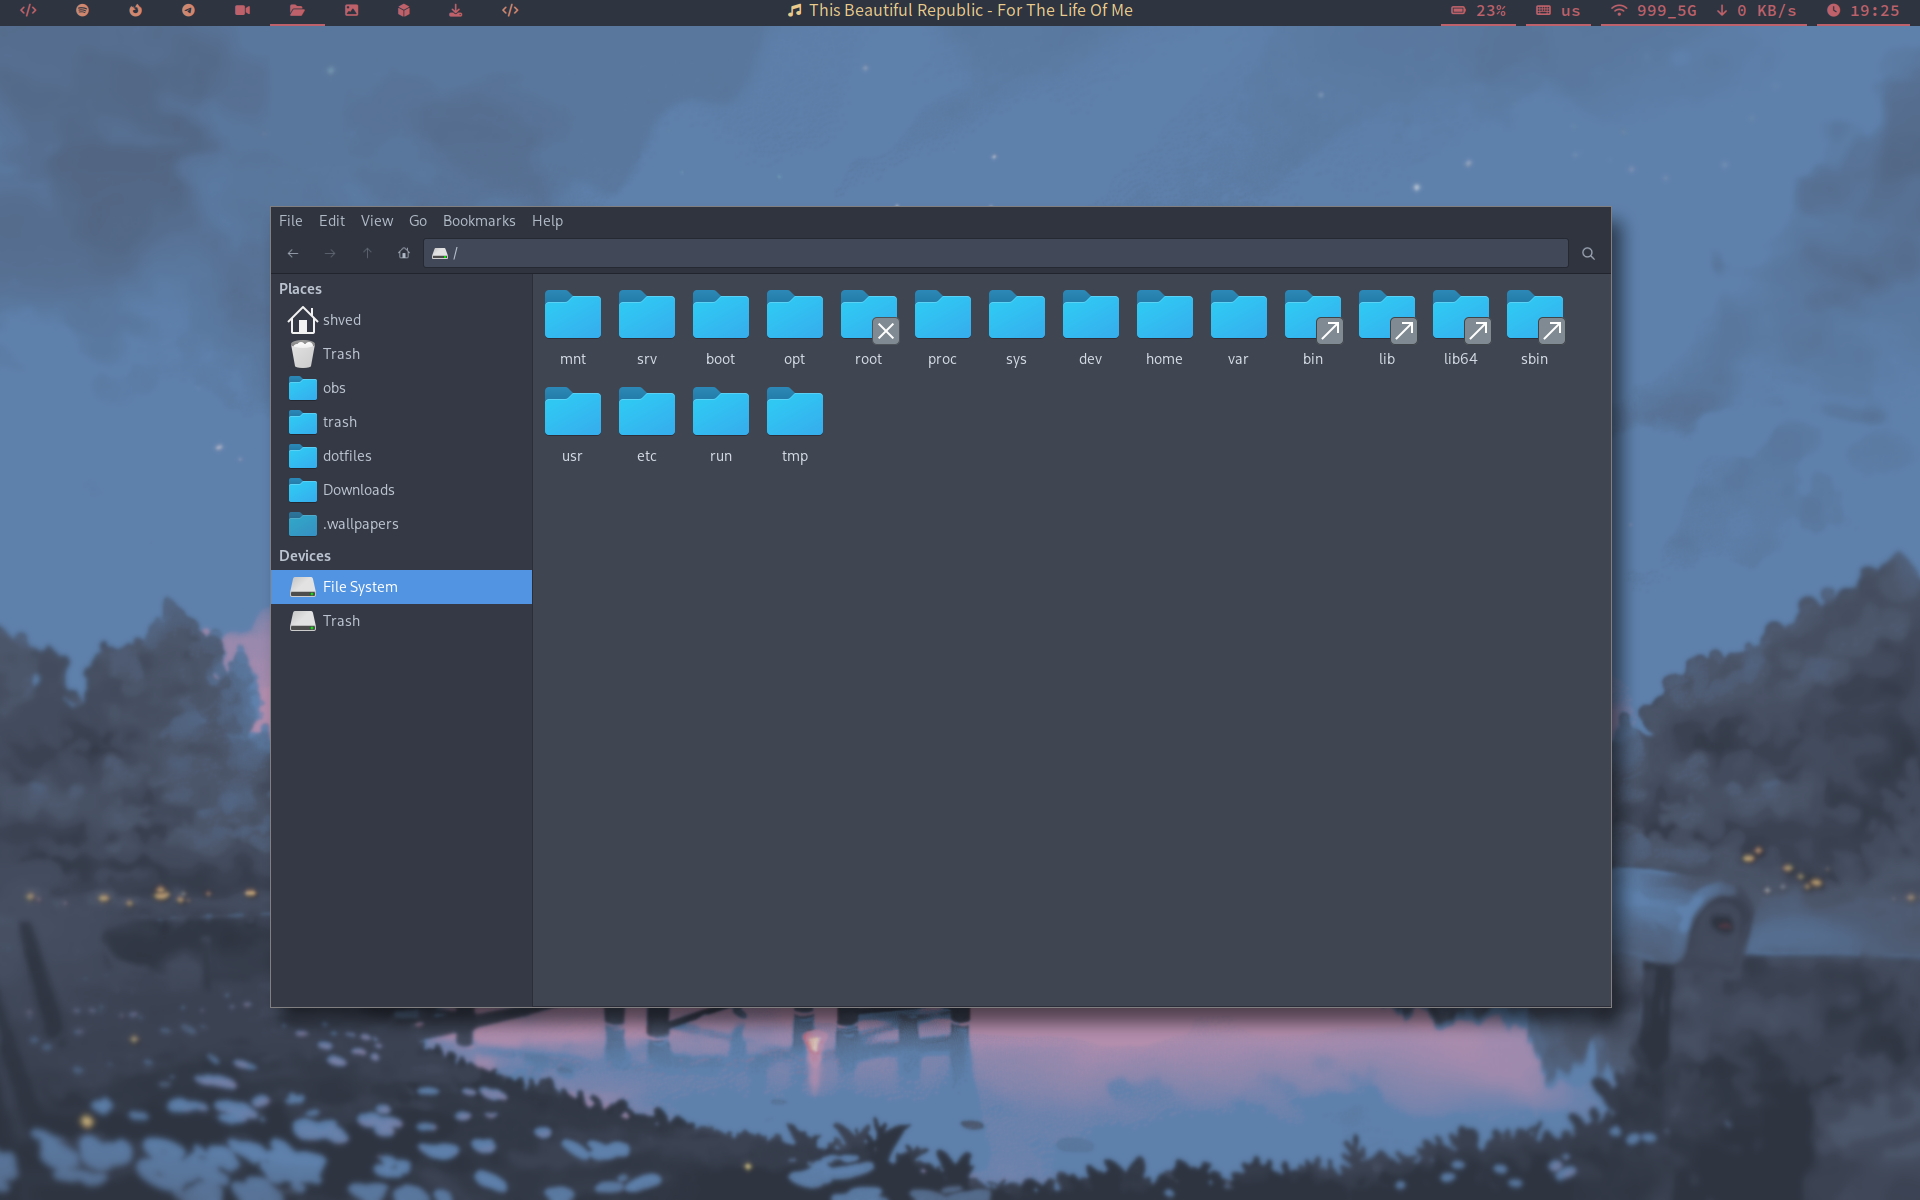 This Beautiful Republic - For The Life Of Me
23%
us
999_5G
0 KB/s
19:25
File Edit View Go Bookmarks Help
/
Places
shved
Trash
obs
trash
dotfiles
Downloads
.wallpapers
Devices
File System
Trash
mnt srv boot opt root proc sys dev home var bin lib lib64 sbin
usr etc run tmp